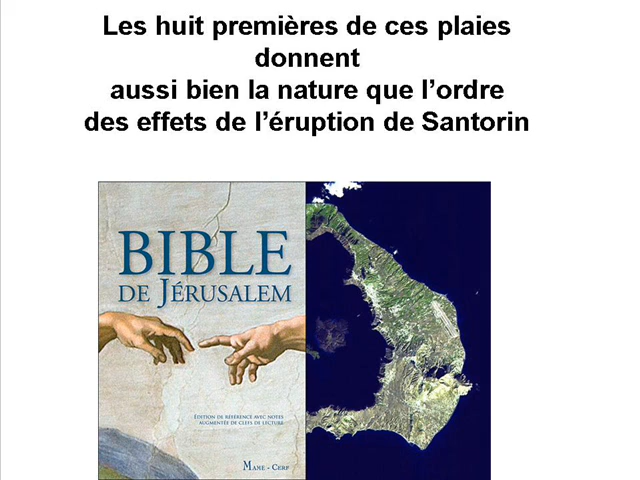 Les huit premières de ces plaies
donnent
aussi bien la nature que l’ordre
des effets de l’éruption de Santorin
BIBLE
DE JÉRUSALEM
ÉDITION DE RÉFÉRENCE AVEC NOTES
AUGMENTÉE DE CLEFS DE LECTURE
MAME - CERF